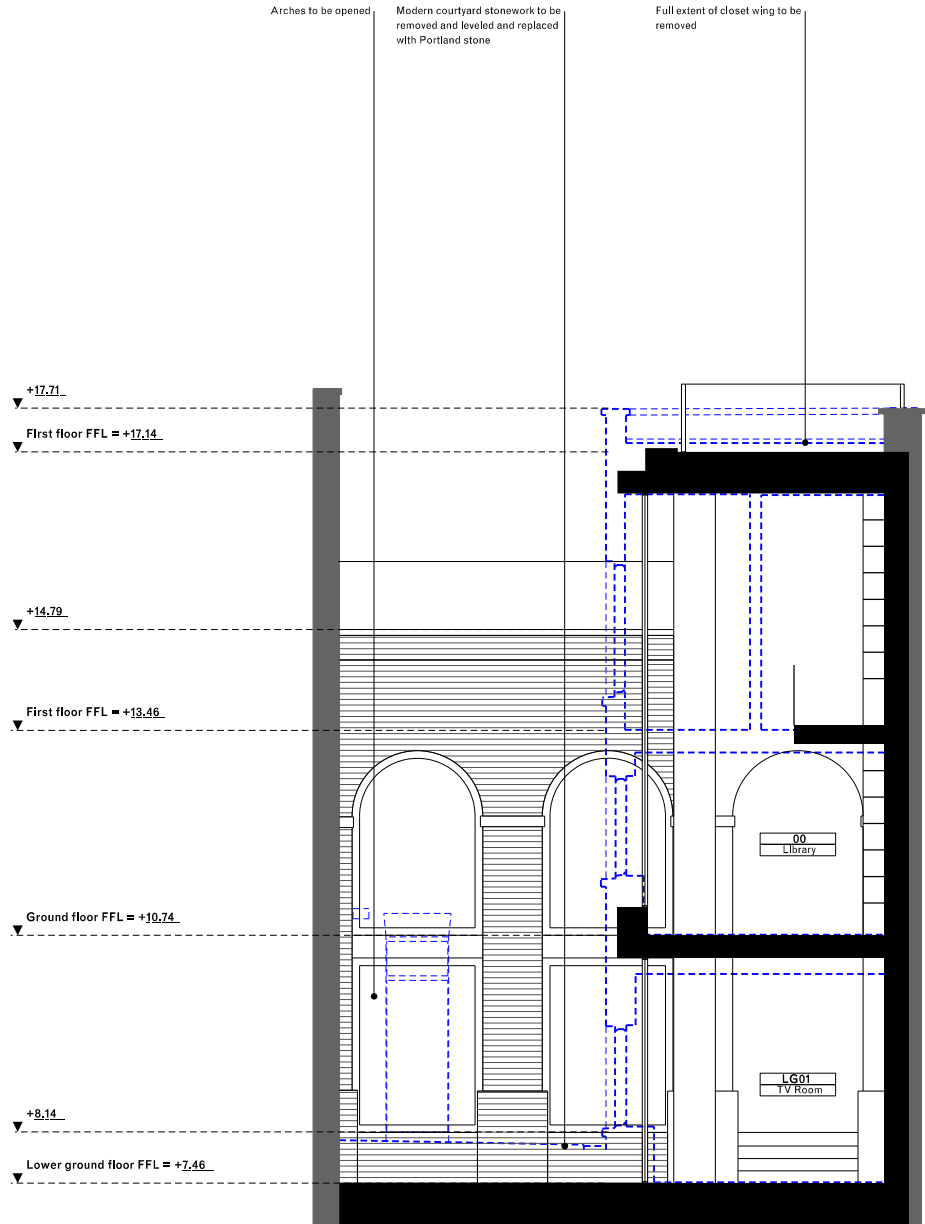 Arches to be opened
Modern courtyard stonework to be
removed and leveled and replaced
with Portland stone
Full extent of closet wing to be
removed
+17.71
First floor FFL = +17.14
+14.79
First floor FFL = +13.46
00
Library
Ground floor FFL = +10.74
LG01
TV Room
+8.14
Lower ground floor FFL = +7.46